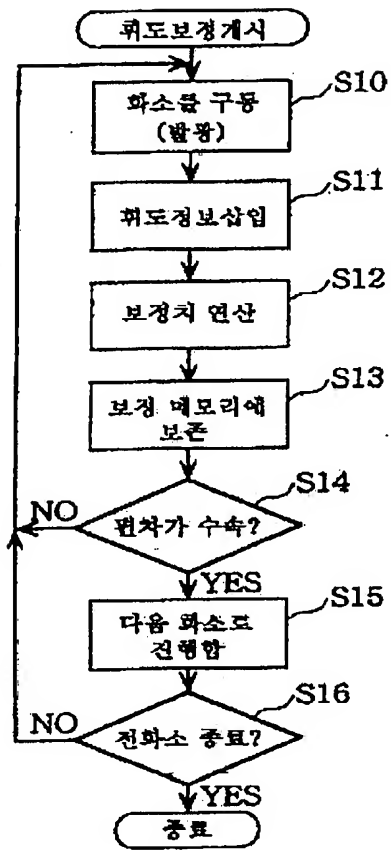 휘도보정개시
화소를 구동
(발광)
S10
휘도정보삽입
S11
보정치 연산
S12
보정 메모리에
보존
S13
편차가 수속?
S14
NO
YES
다음 화소로
진행함
S15
전화소 종료?
S16
NO
YES
종료